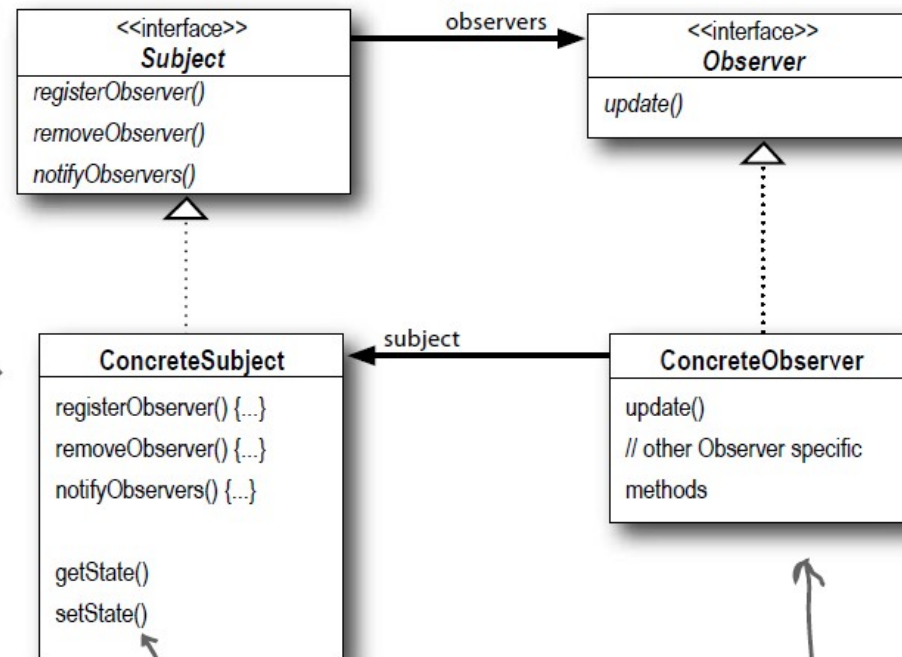 <<interface>>
Subject
registerObserver()
removeObserver()
notifyObservers()
observers
<<interface>>
Observer
update()
ConcreteSubject
registerObserver() {...}
removeObserver() {...}
notifyObservers() {...}
getState()
setState()
subject
ConcreteObserver
update()
// other Observer specific
methods